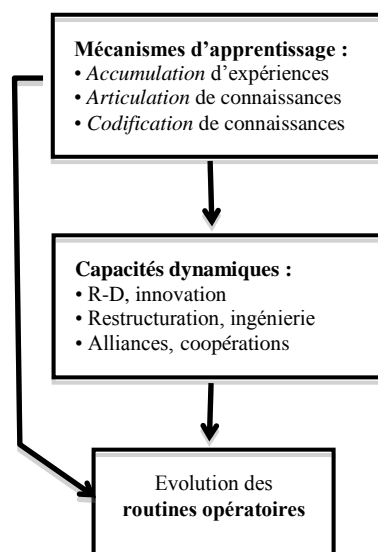 Mécanismes d’apprentissage :
• Accumulation d’expériences
• Articulation de connaissances
• Codification de connaissances
Capacités dynamiques :
• R-D, innovation
• Restructuration, ingénierie
• Alliances, coopérations
Evolution des
routines opératoires